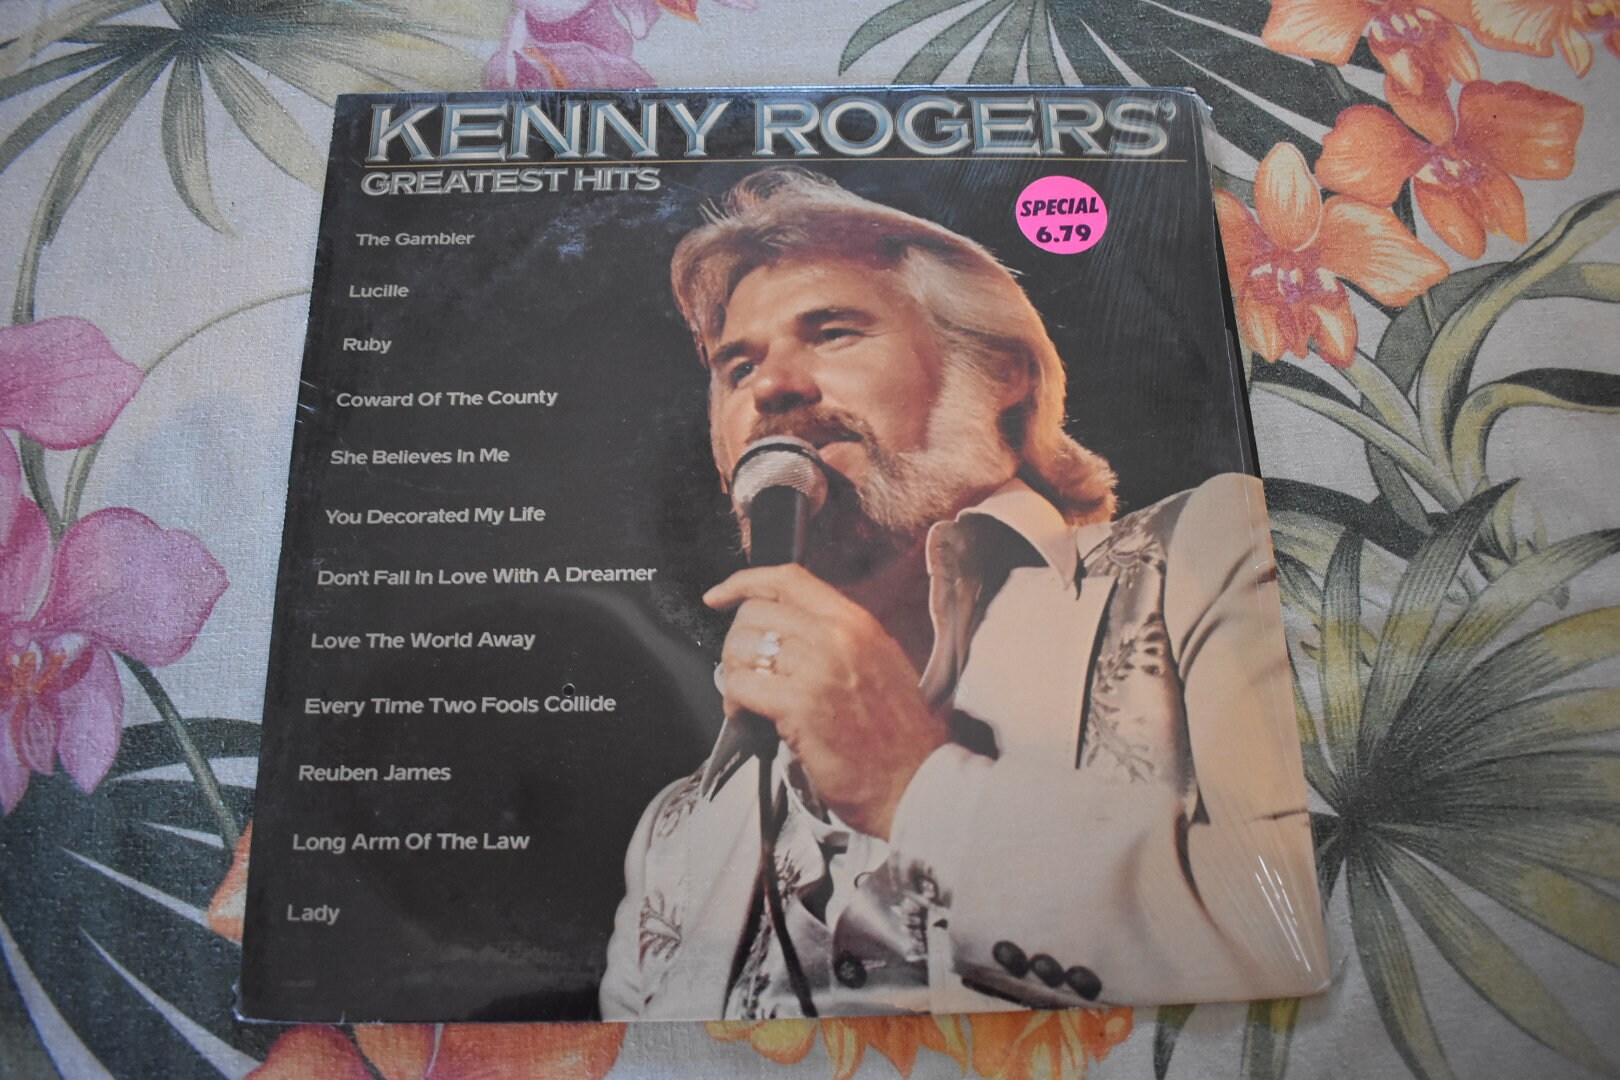 KENNY ROGERS'
GREATEST HITS
SPECIAL
6.79
The Gambler
Lucille
Ruby
Coward Of The County
She Believes In Me
You Decorated My Life
Don't Fall In Love With A Dreamer
Love The World Away
Every Time Two Fools Collide
Reuben James
Long Arm Of The Law
Lady